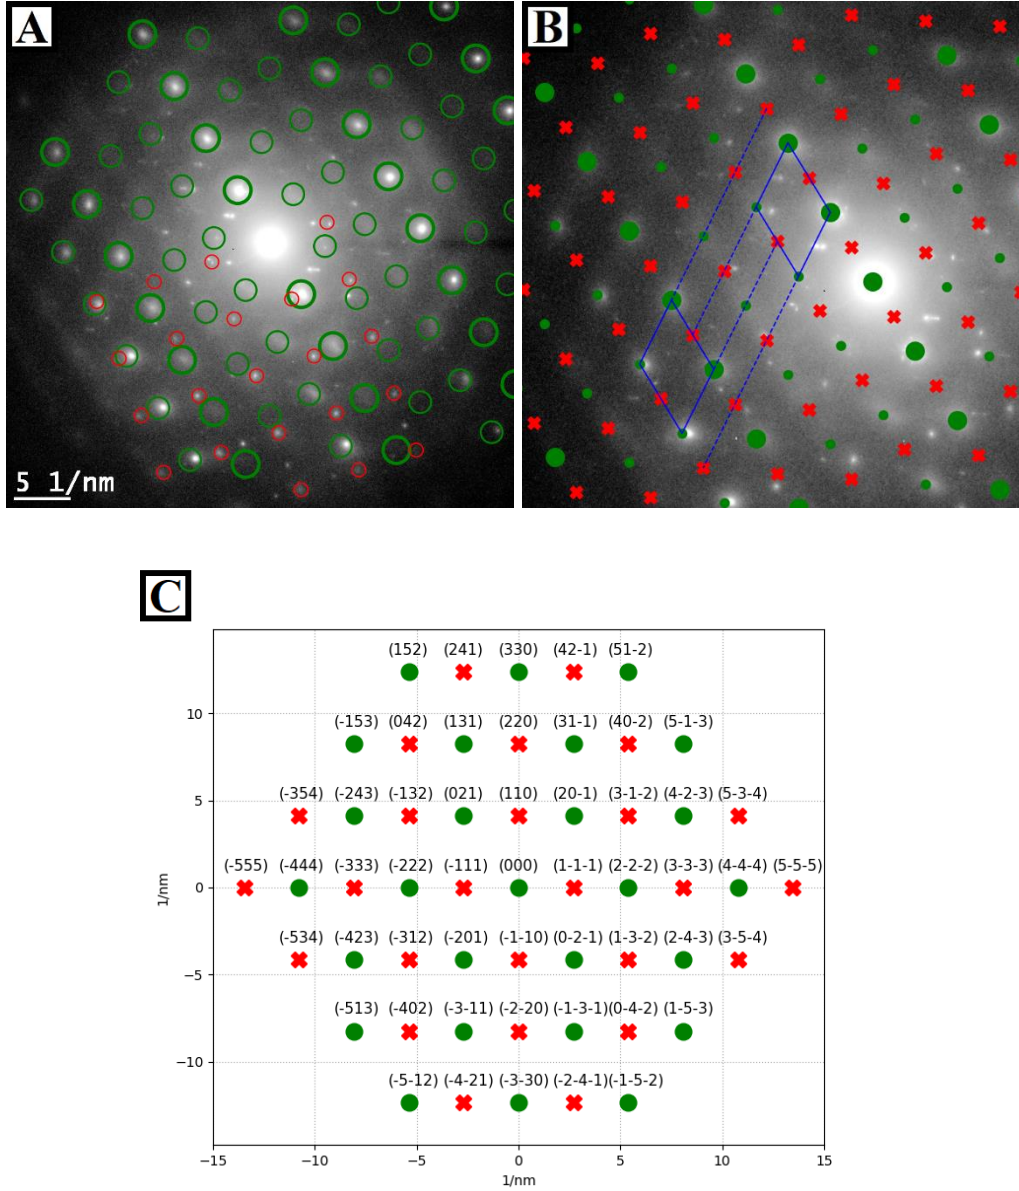 A
B
5 1/nm
C
(152) (241) (330) (42-1) (51-2)
10
(-153) (042) (131) (220) (31-1) (40-2) (5-1-3)
5
(-354) (-243) (-132) (021) (110) (20-1) (3-1-2) (4-2-3) (5-3-4)
0
(-555) (-444) (-333) (-222) (-111) (000) (1-1-1) (2-2-2) (3-3-3) (4-4-4) (5-5-5)
1/nm
(-534) (-423) (-312) (-201) (-1-10) (0-2-1) (1-3-2) (2-4-3) (3-5-4)
−5
(-513) (-402) (-3-11) (-2-20) (-1-3-1) (0-4-2) (1-5-3)
−10
(-5-12) (-4-21) (-3-30) (-2-4-1) (-1-5-2)
−15 −10 −5 0 5 10 15
1/nm